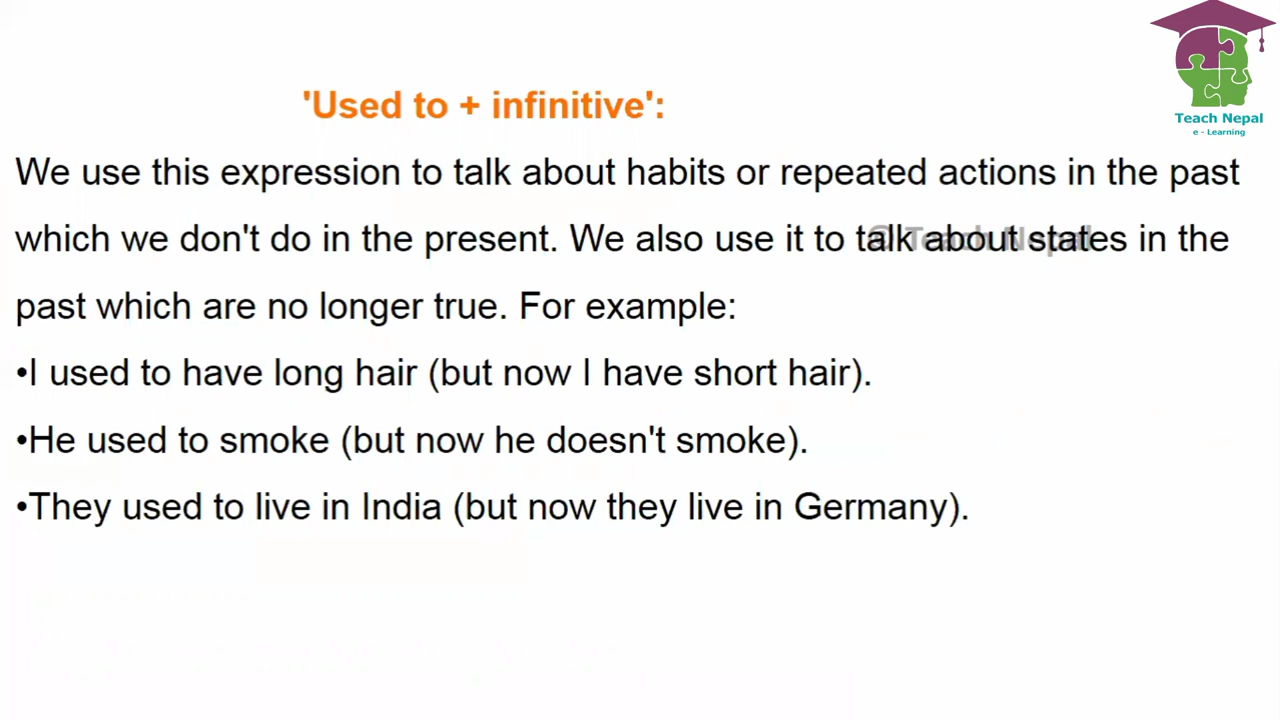 Teach Nepal
e - Learning
'Used to + infinitive':
We use this expression to talk about habits or repeated actions in the past
which we don't do in the present. We also use it to talk about states in the
© Teach Nepal
past which are no longer true. For example:
•I used to have long hair (but now I have short hair).
•He used to smoke (but now he doesn't smoke).
•They used to live in India (but now they live in Germany).